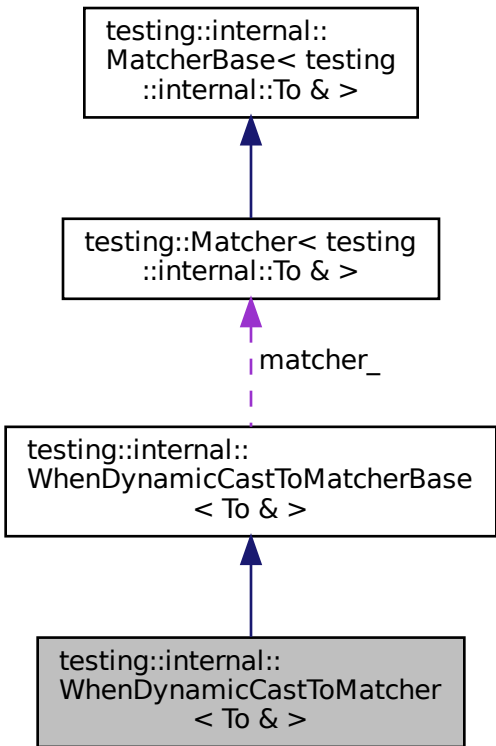 testing::internal::
MatcherBase< testing
::internal::To & >
testing::Matcher< testing
::internal::To & >
matcher_
testing::internal::
WhenDynamicCastToMatcherBase
< To & >
testing::internal::
WhenDynamicCastToMatcher
< To & >